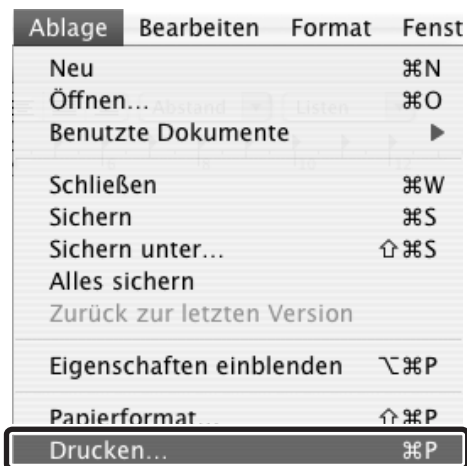 Ablage Bearbeiten Format Fenst
Neu ⌘N
Öffnen... ⌘O
Benutzte Dokumente ▶
Schließen ⌘W
Sichern ⌘S
Sichern unter... ⇧⌘S
Alles sichern
Zurück zur letzten Version
Eigenschaften einblenden ⌥⌘P
Papierformat... ⇧⌘P
Drucken... ⌘P